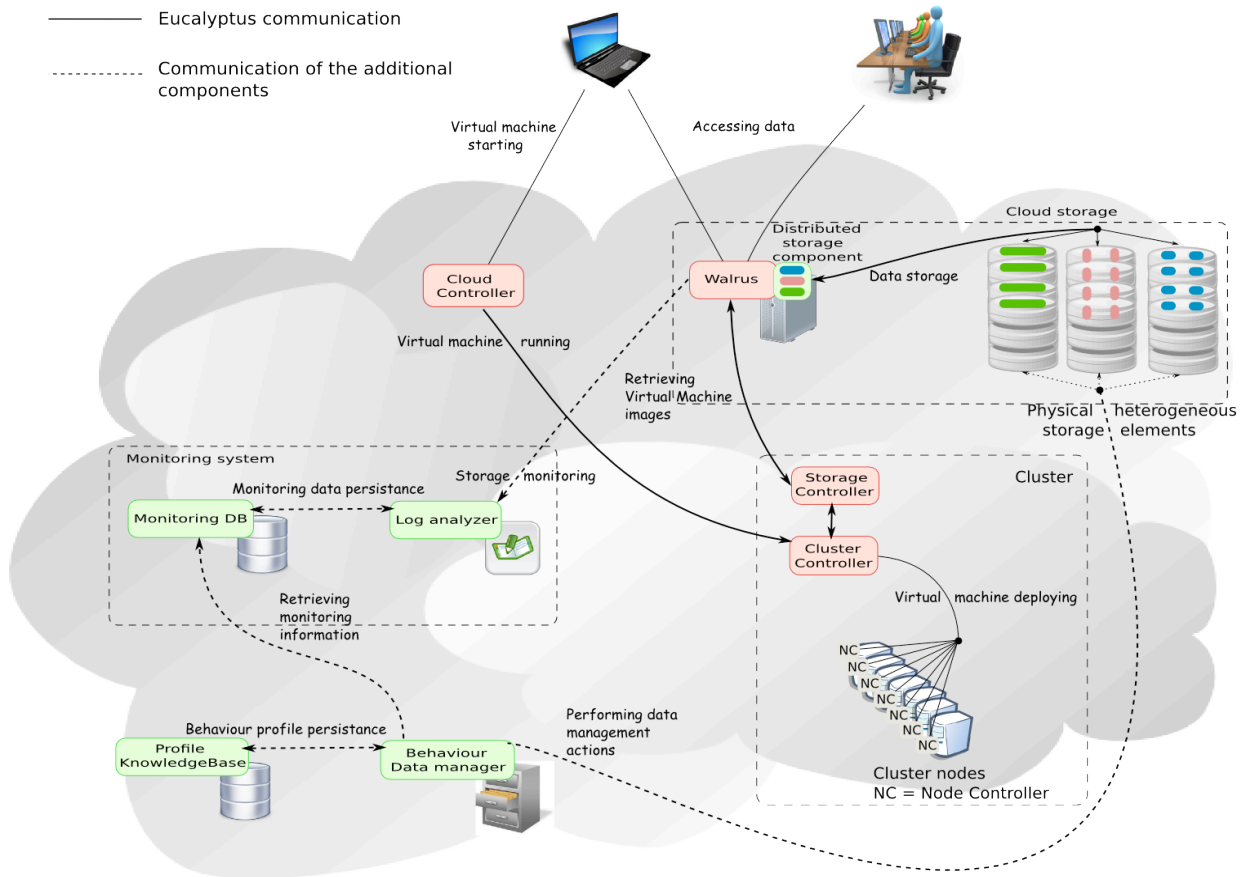 Eucalyptus communication
Communication of the additional
components
Virtual machine
starting
Accessing data
Cloud storage
Distributed
storage
component
Cloud
Controller
Walrus
Data storage
Virtual machine running
Retrieving
Virtual Machine
images
Physical heterogeneous
storage elements
Monitoring system
Storage monitoring
Storage
Controller
Cluster
Monitoring data persistance
Monitoring DB
Log analyzer
Cluster
Controller
Retrieving
monitoring
information
Virtual machine deploying
NC
NC
NC
NC
NC
NC
NC
Performing data
management
actions
Behaviour profile persistance
Profile
KnowledgeBase
Behaviour
Data manager
Cluster nodes
NC = Node Controller